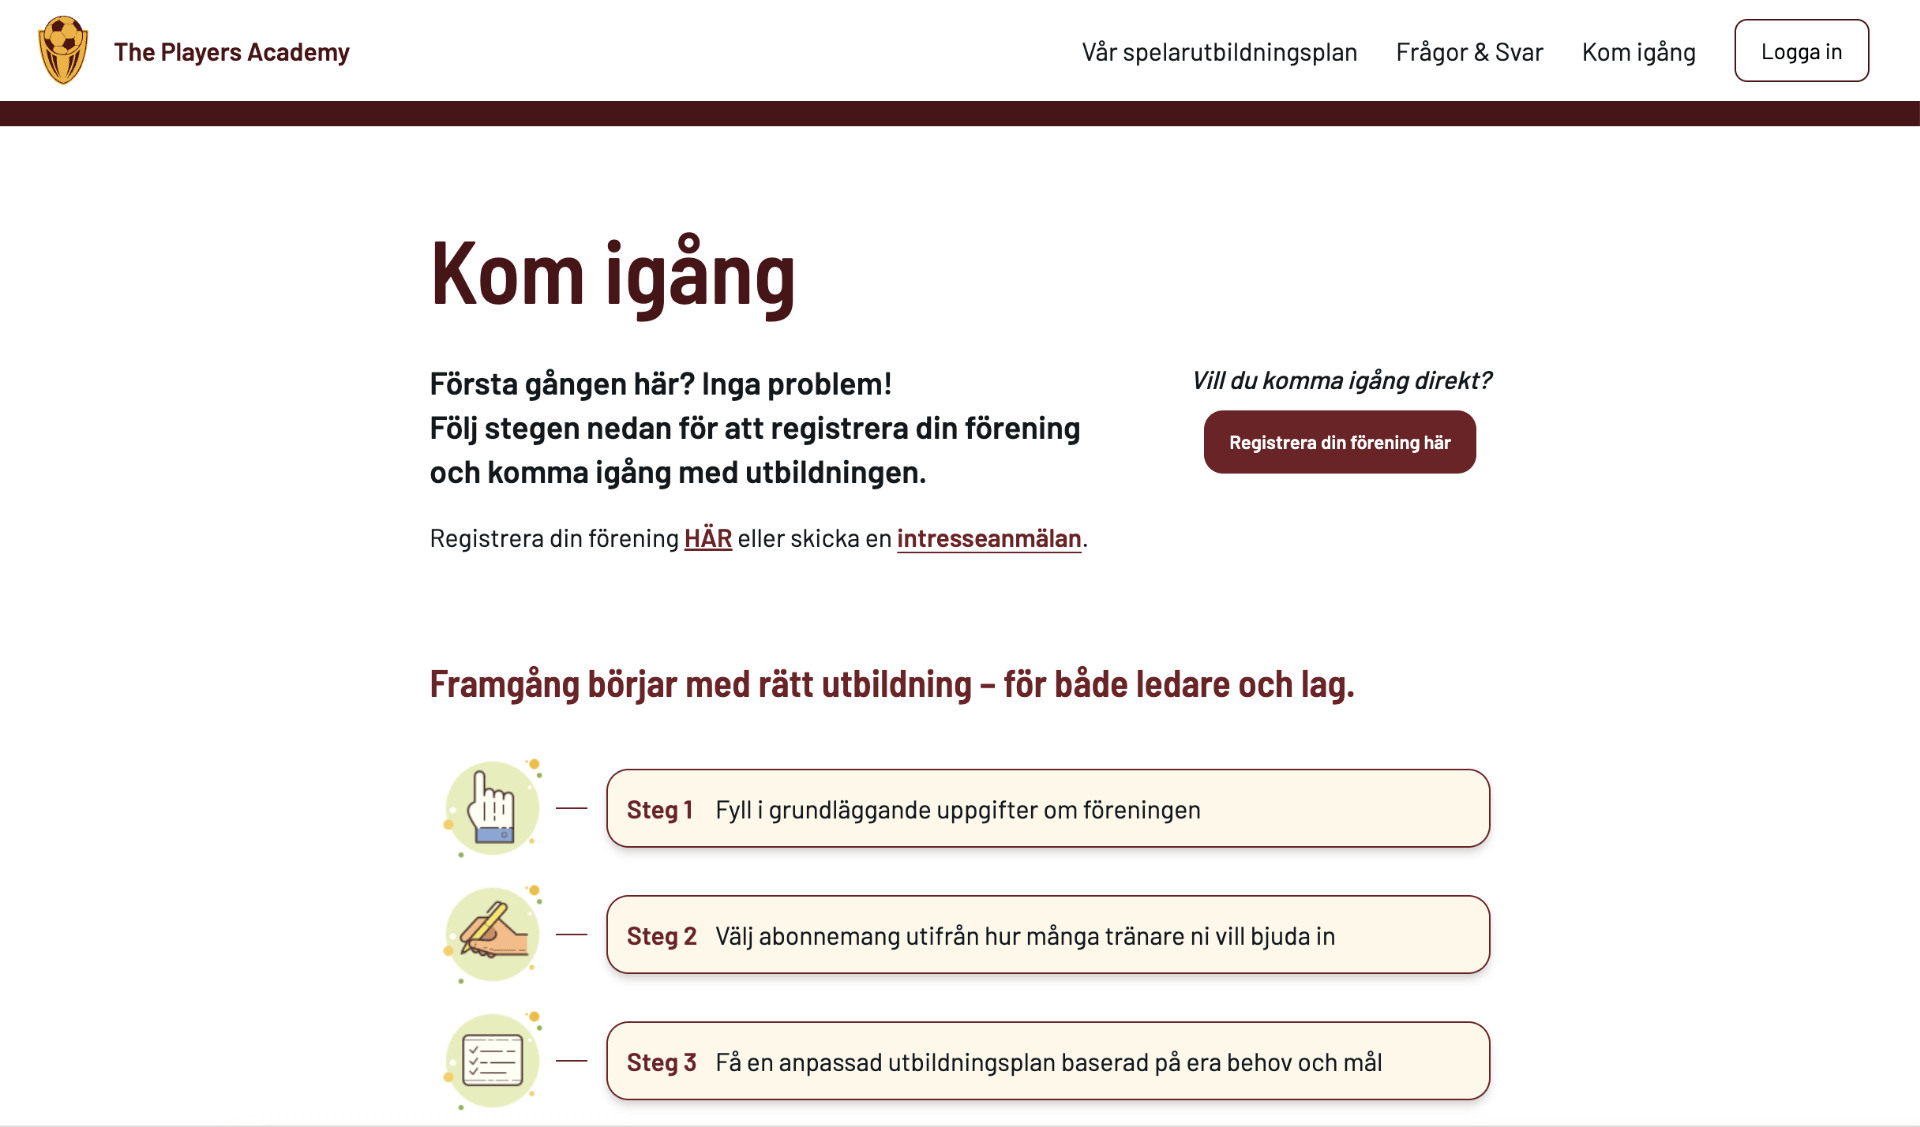 The Players Academy
Vår spelarutbildningsplan
Frågor & Svar
Kom igång
Logga in
Kom igång
Första gången här? Inga problem!
Följ stegen nedan för att registrera din förening
och komma igång med utbildningen.
Vill du komma igång direkt?
Registrera din förening här
Registrera din förening HÄR eller skicka en intresseanmälan.
Framgång börjar med rätt utbildning – för både ledare och lag.
Steg 1 Fyll i grundläggande uppgifter om föreningen
Steg 2 Välj abonnemang utifrån hur många tränare ni vill bjuda in
Steg 3 Få en anpassad utbildningsplan baserad på era behov och mål